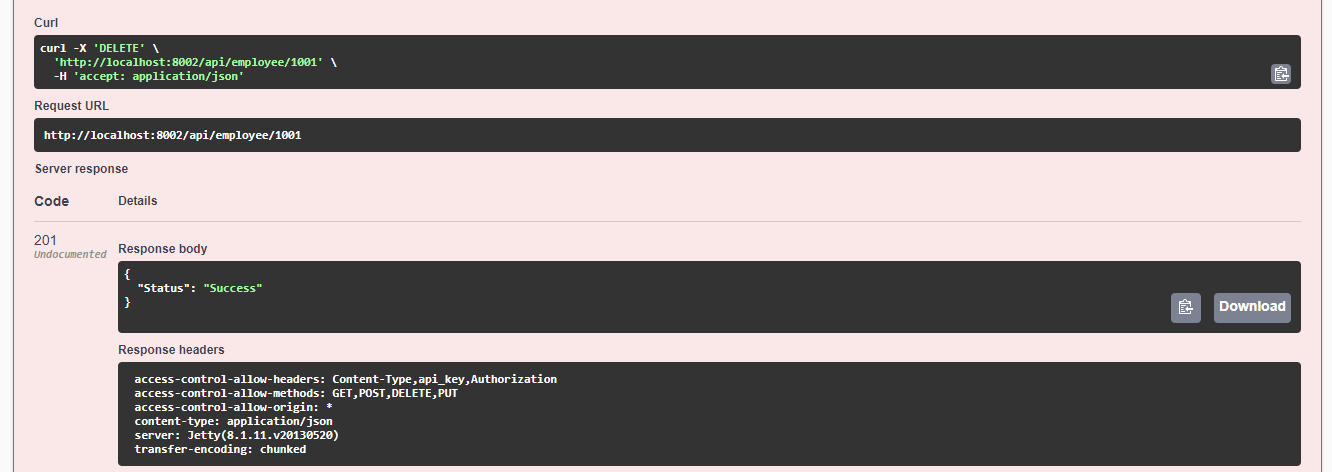 Curl
curl -X 'DELETE' \
  'http://localhost:8002/api/employee/1001' \
  -H 'accept: application/json'
Request URL
http://localhost:8002/api/employee/1001
Server response
Code Details
201
Undocumented
Response body
{
  "Status": "Success"
}
Download
Response headers
access-control-allow-headers: Content-Type,api_key,Authorization
access-control-allow-methods: GET,POST,DELETE,PUT
access-control-allow-origin: *
content-type: application/json
server: Jetty(8.1.11.v20130520)
transfer-encoding: chunked